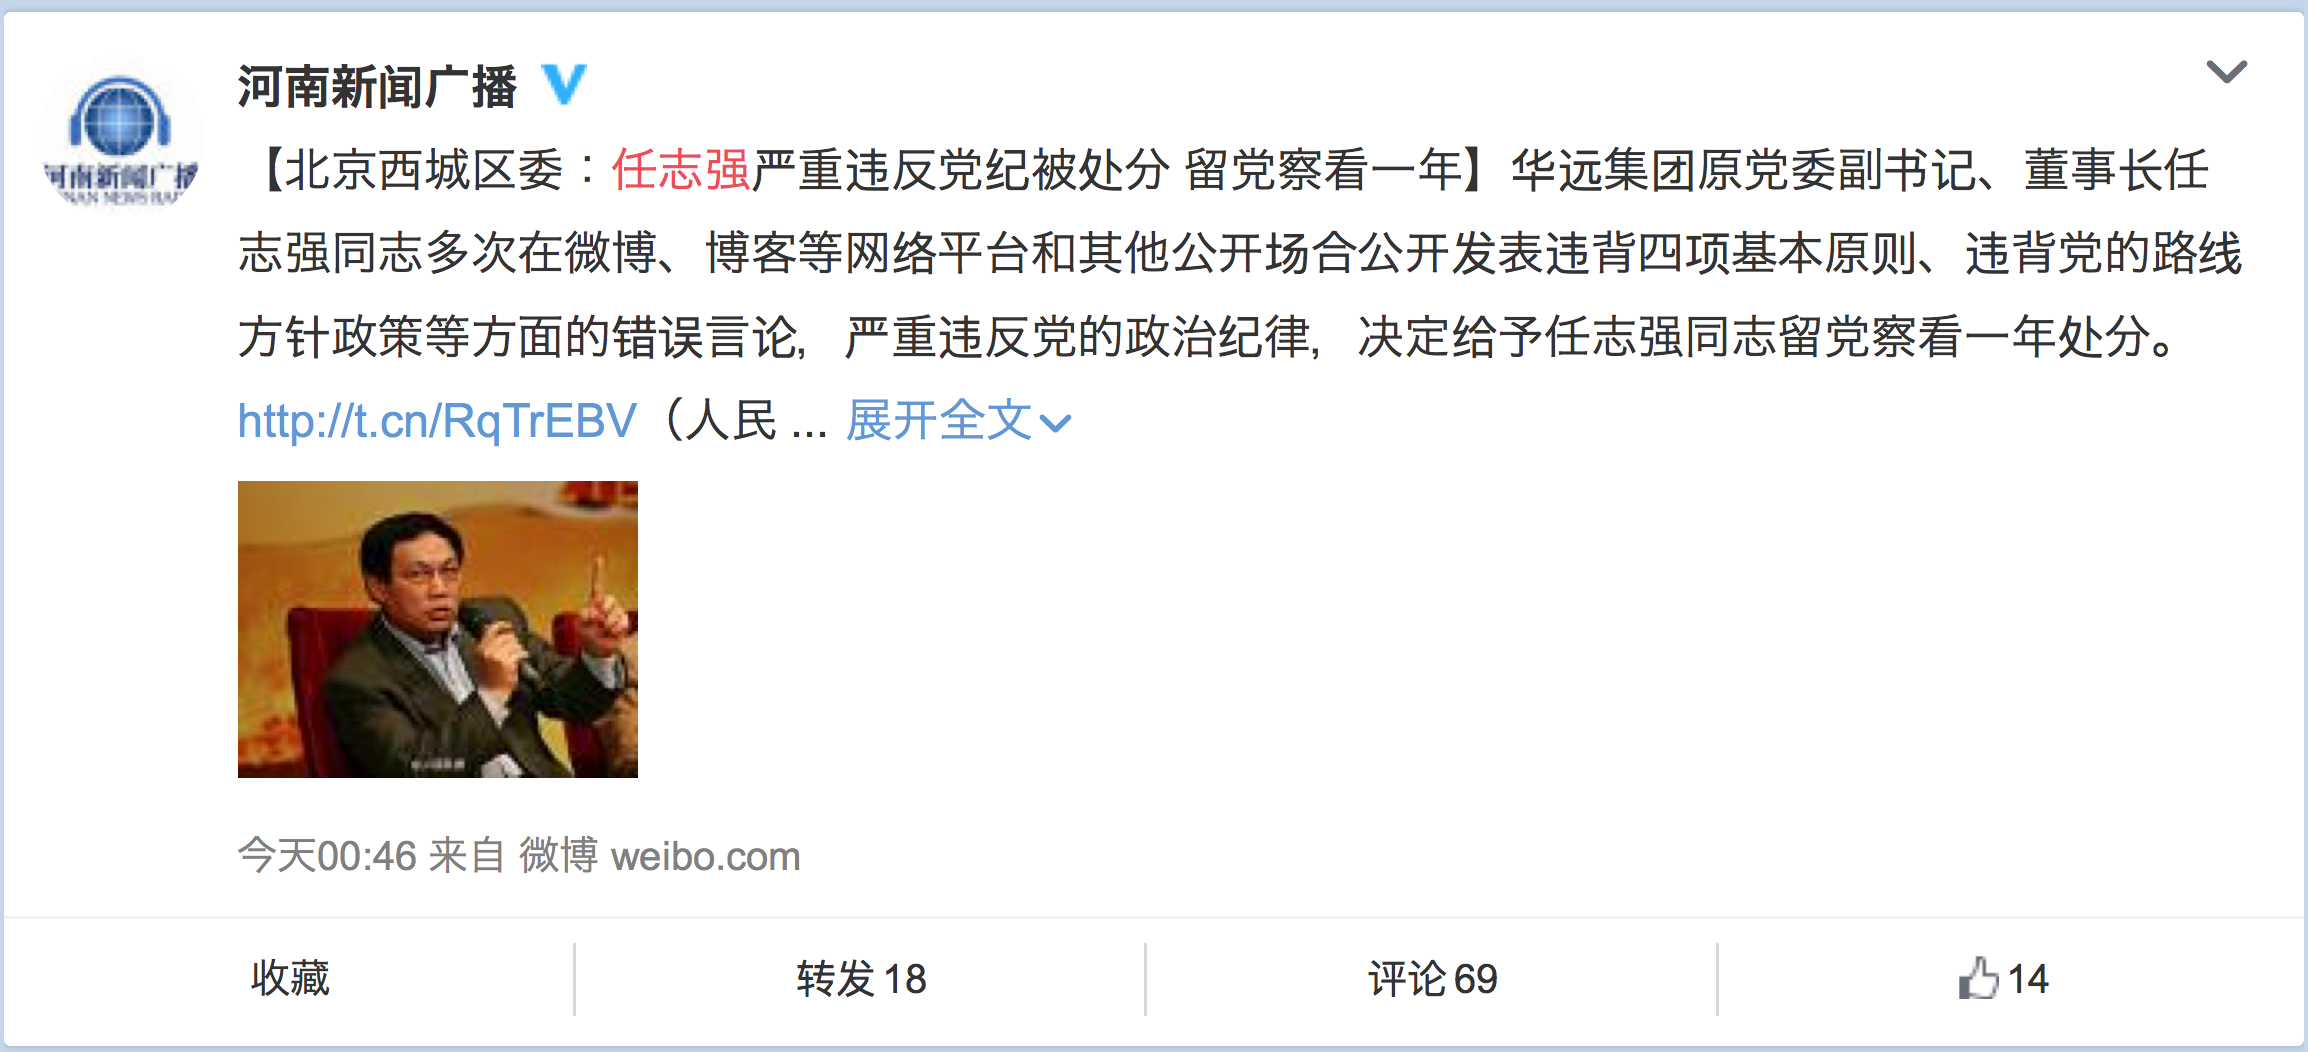 河南新闻广播
河南新闻广播
【北京西城区委：任志强严重违反党纪被处分 留党察看一年】华远集团原党委副书记、董事长任
志强同志多次在微博、博客等网络平台和其他公开场合公开发表违背四项基本原则、违背党的路线
方针政策等方面的错误言论，严重违反党的政治纪律，决定给予任志强同志留党察看一年处分。
http://t.cn/RqTrEBV（人民 ... 展开全文
今天00:46 来自 微博 weibo.com
收藏
转发 18
评论 69
14